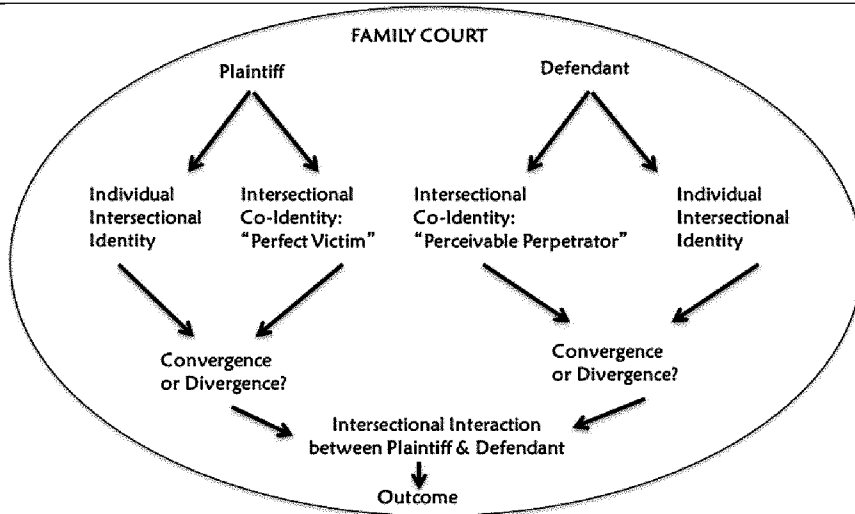 FAMILY COURT
Plaintiff
Defendant
Individual
Intersectional
Identity
Intersectional
Co-Identity:
“Perfect Victim”
Intersectional
Co-Identity:
“Perceivable Perpetrator”
Individual
Intersectional
Identity
Convergence
or Divergence?
Convergence
or Divergence?
Intersectional Interaction
between Plaintiff & Defendant
Outcome